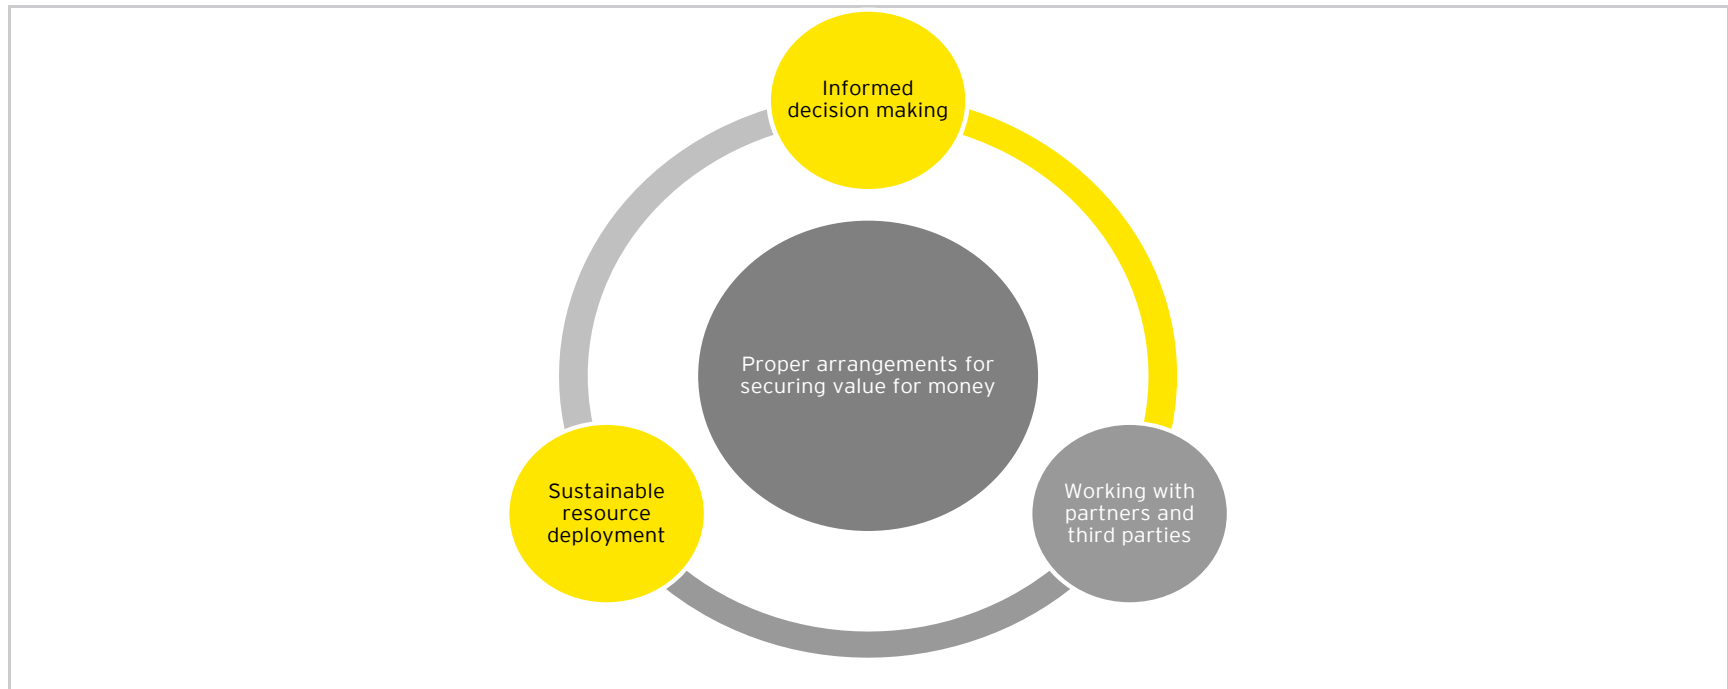 Informed
decision making
Proper arrangements for
securing value for money
Sustainable
resource
deployment
Working with
partners and
third parties